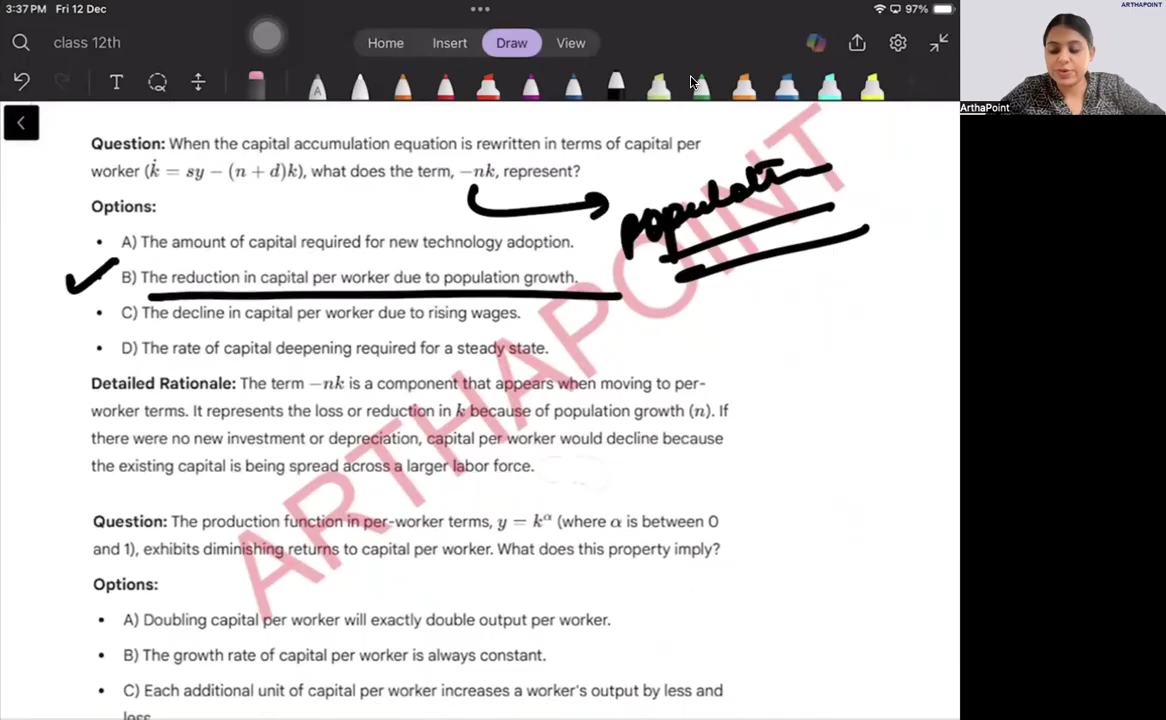 3:37 PM Fri 12 Dec
97%
ARTHAPOINT
class 12th
Home Insert Draw View
T
A
ArthaPoint
Question: When the capital accumulation equation is rewritten in terms of capital per
worker (k̇ = sy − (n + d)k), what does the term, −nk, represent?
population
Options:
• A) The amount of capital required for new technology adoption.
• B) The reduction in capital per worker due to population growth.
• C) The decline in capital per worker due to rising wages.
• D) The rate of capital deepening required for a steady state.
Detailed Rationale: The term −nk is a component that appears when moving to per-
worker terms. It represents the loss or reduction in k because of population growth (n). If
there were no new investment or depreciation, capital per worker would decline because
the existing capital is being spread across a larger labor force.
ARTHAPOINT
Question: The production function in per-worker terms, y = k^α (where α is between 0
and 1), exhibits diminishing returns to capital per worker. What does this property imply?
Options:
• A) Doubling capital per worker will exactly double output per worker.
• B) The growth rate of capital per worker is always constant.
• C) Each additional unit of capital per worker increases a worker's output by less and
less